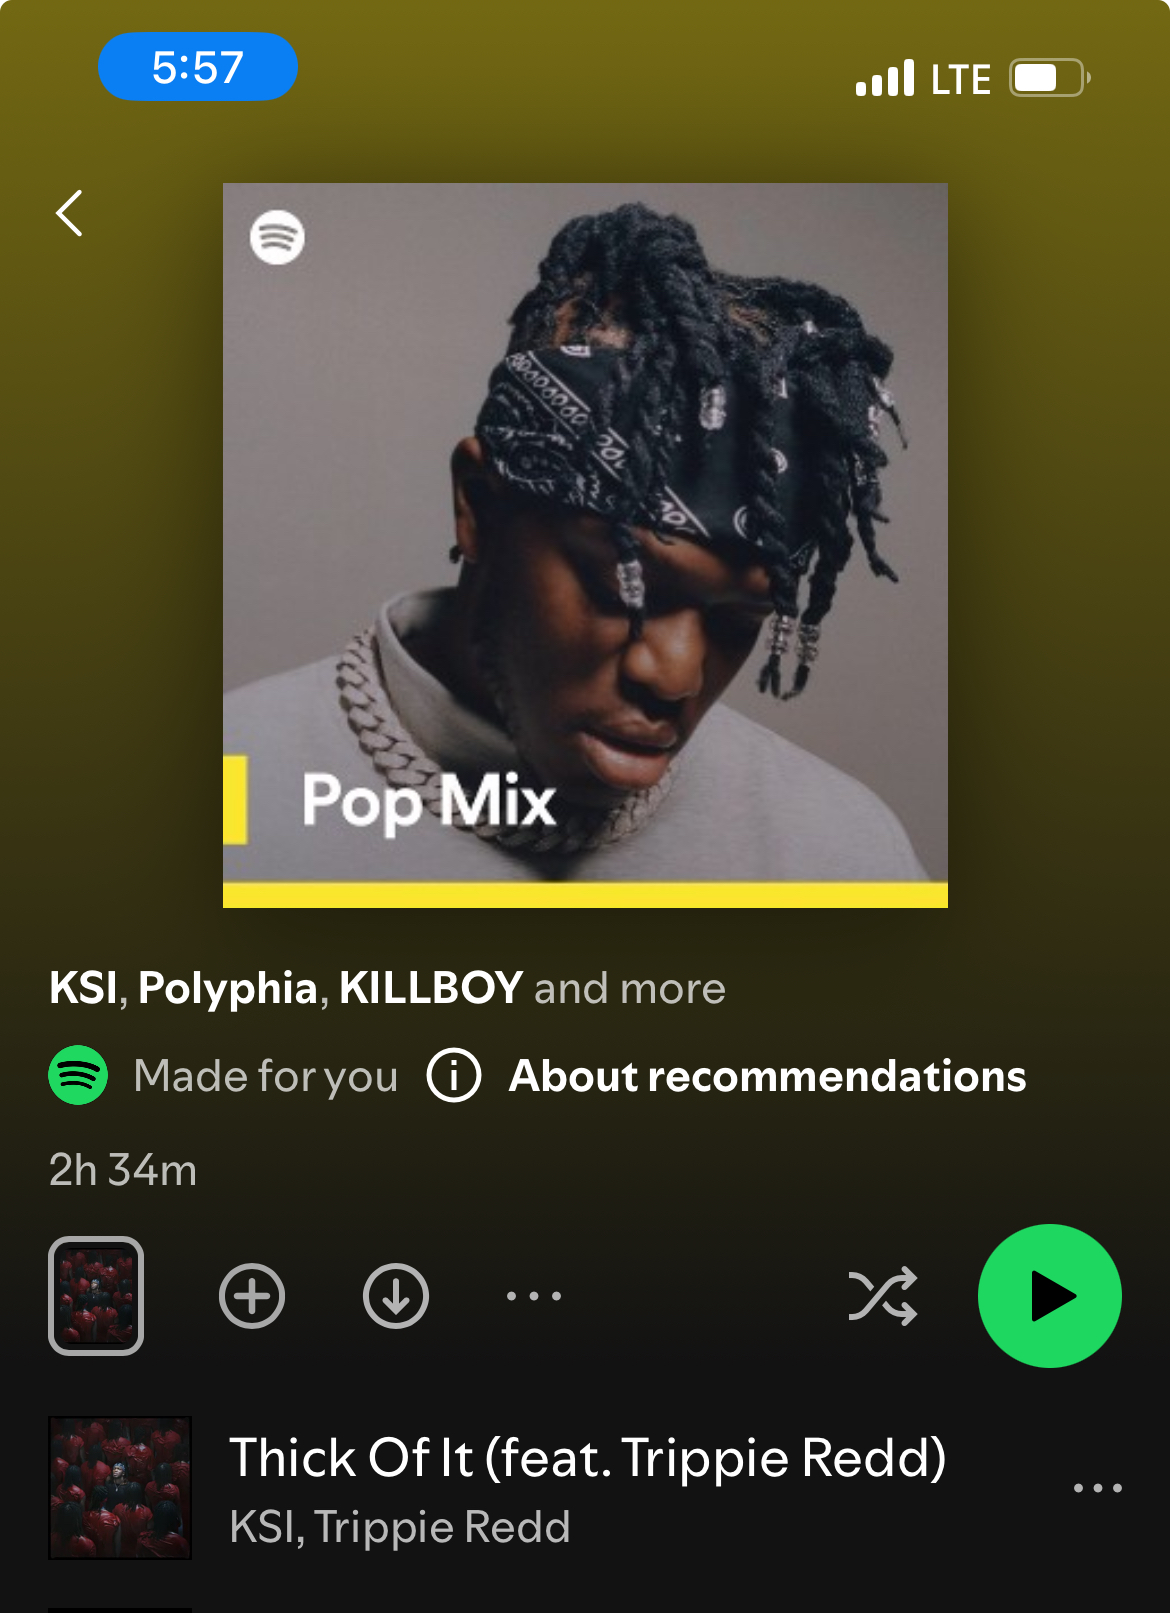 5:57
LTE
Pop Mix
KSI, Polyphia, KILLBOY and more
Made for you About recommendations
2h 34m
Thick Of It (feat. Trippie Redd)
KSI, Trippie Redd